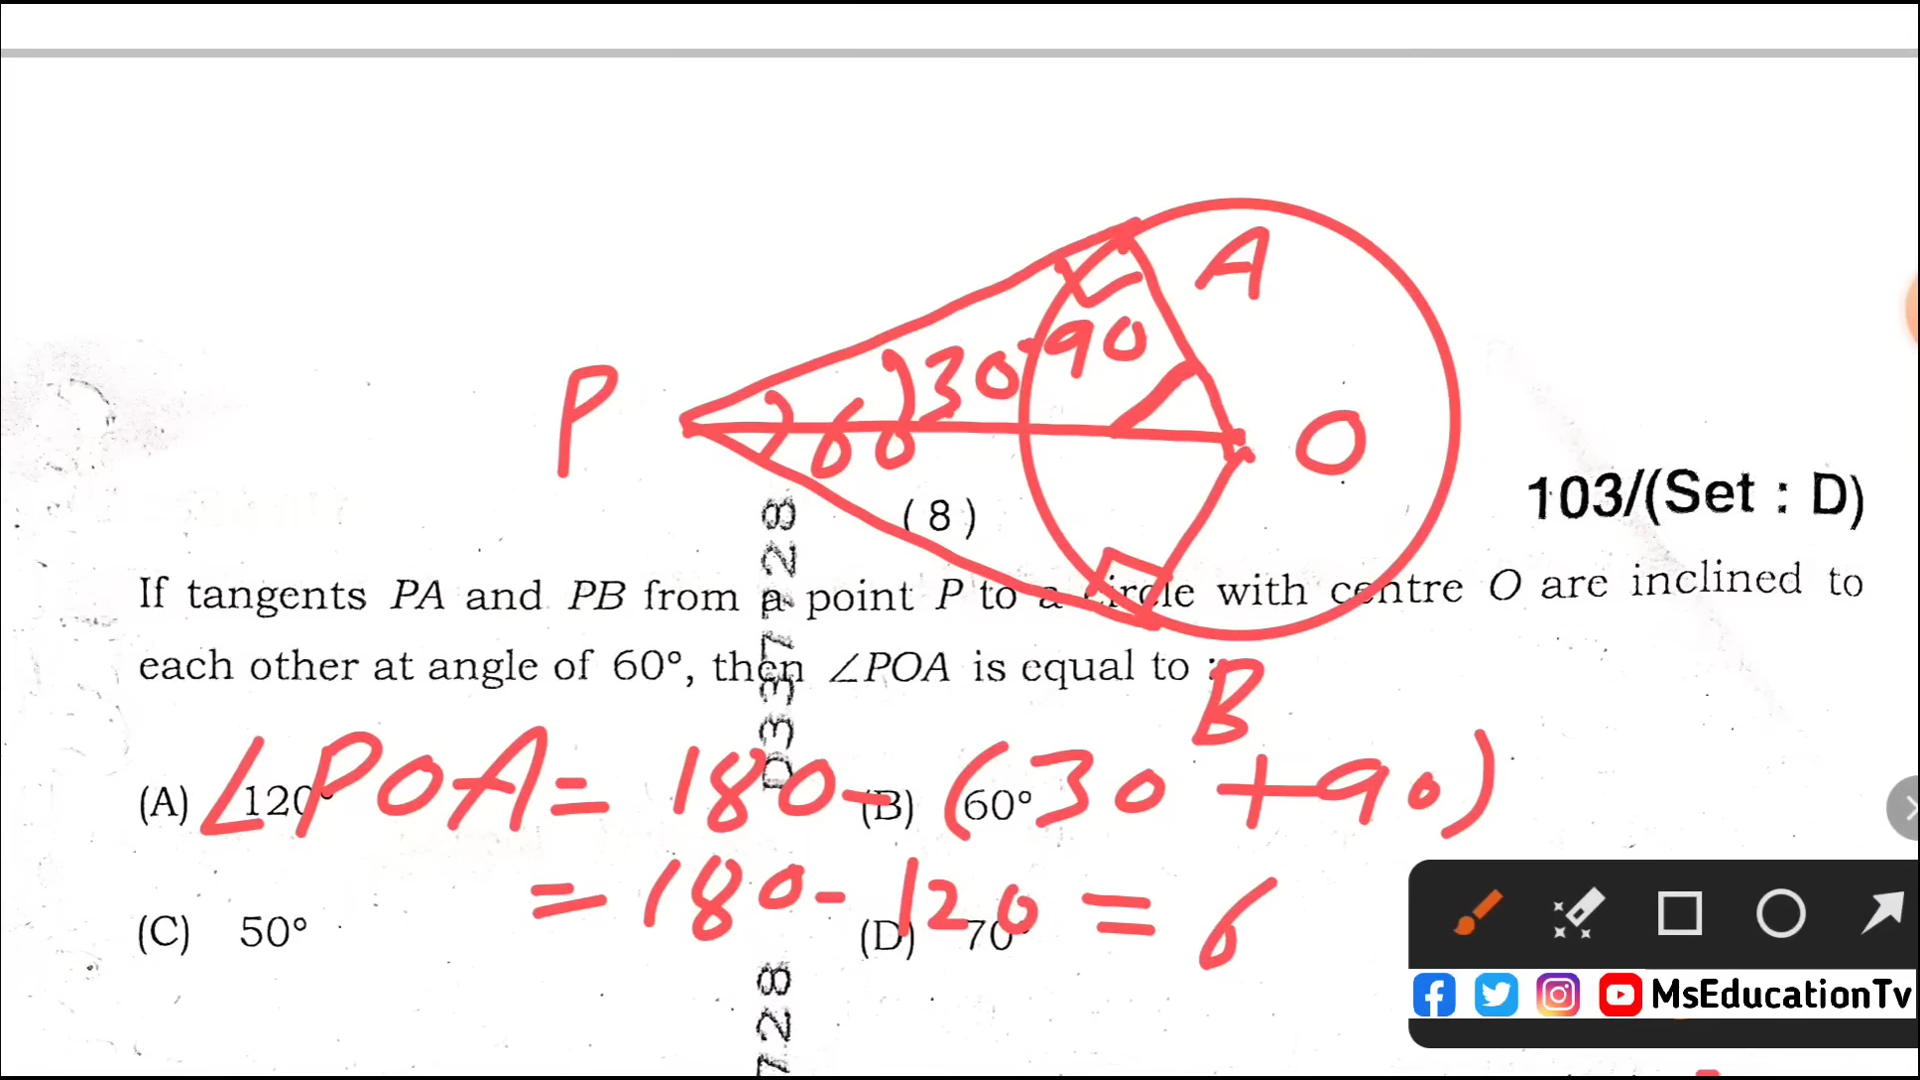 A
90
30°
P
60
O
(8)
103/(Set : D)
If tangents PA and PB from a point P to a circle with centre O are inclined to
each other at angle of 60°, then ∠POA is equal to :
B
∠POA = 180 - (30 + 90)
(A) 120° (B) 60°
= 180 - 120 = 6
(C) 50° (D) 70°
D3377728
728
MsEducationTv